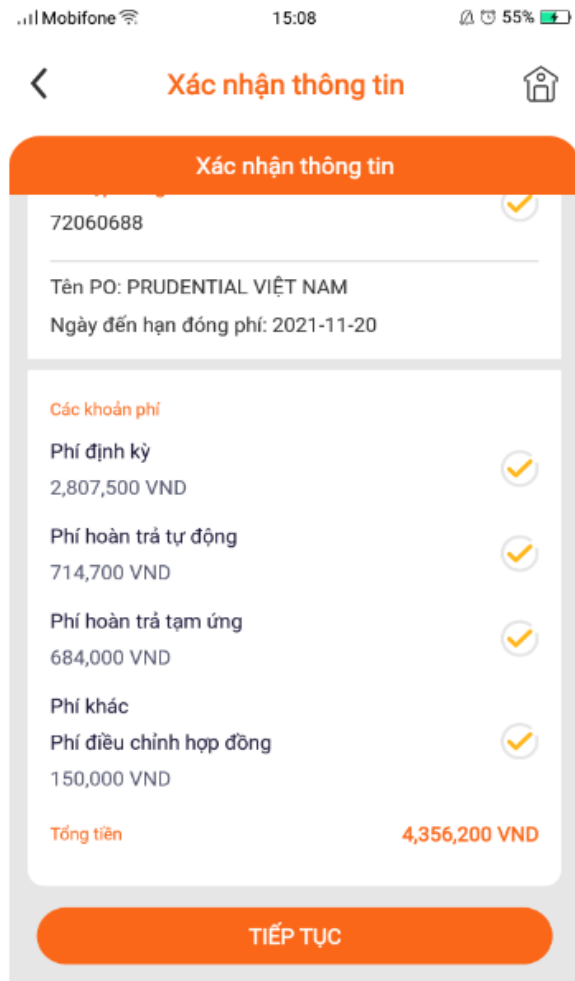 Mobifone
15:08
55%
Xác nhận thông tin
Xác nhận thông tin
72060688
Tên PO: PRUDENTIAL VIỆT NAM
Ngày đến hạn đóng phí: 2021-11-20
Các khoản phí
Phí định kỳ
2,807,500 VND
Phí hoàn trả tự động
714,700 VND
Phí hoàn trả tạm ứng
684,000 VND
Phí khác
Phí điều chỉnh hợp đồng
150,000 VND
Tổng tiền
4,356,200 VND
TIẾP TỤC